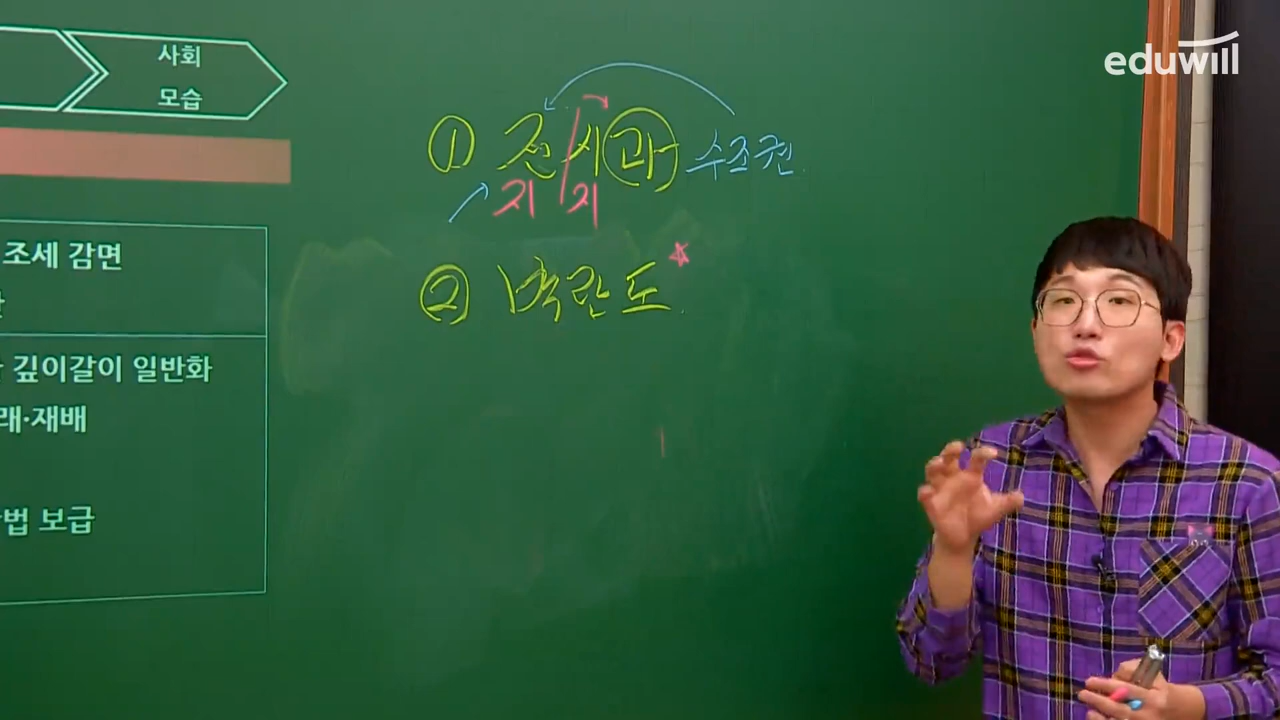 eduwill
사회
모습
① 전시과 수조권
지 지
② 벽란도
조세 감면
깊이갈이 일반화
래·재배
법 보급